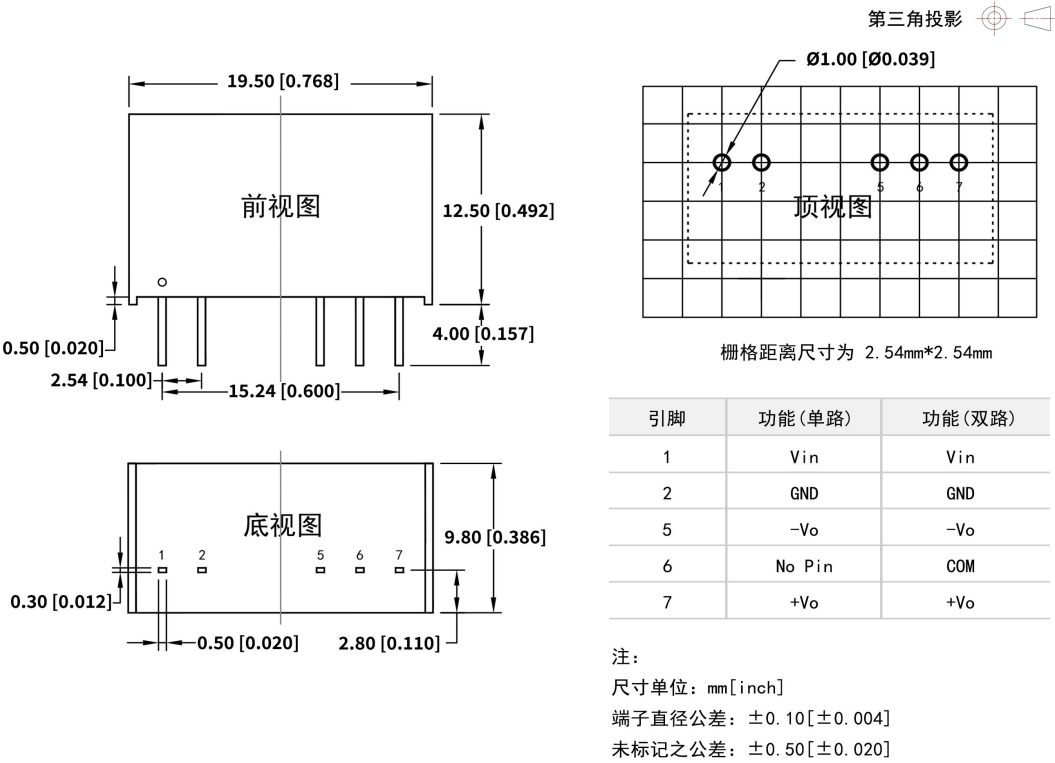 第三角投影
Ø1.00 [Ø0.039]
19.50 [0.768]
前视图
12.50 [0.492]
4.00 [0.157]
0.50 [0.020]
2.54 [0.100]
15.24 [0.600]
1 2 5 6 7
顶视图
栅格距离尺寸为 2.54mm*2.54mm
底视图
1 2 5 6 7
9.80 [0.386]
0.30 [0.012]
0.50 [0.020]
2.80 [0.110]
引脚 功能(单路) 功能(双路)
1 Vin Vin
2 GND GND
5 -Vo -Vo
6 No Pin COM
7 +Vo +Vo
注：
尺寸单位：mm[inch]
端子直径公差：±0.10[±0.004]
未标记之公差：±0.50[±0.020]